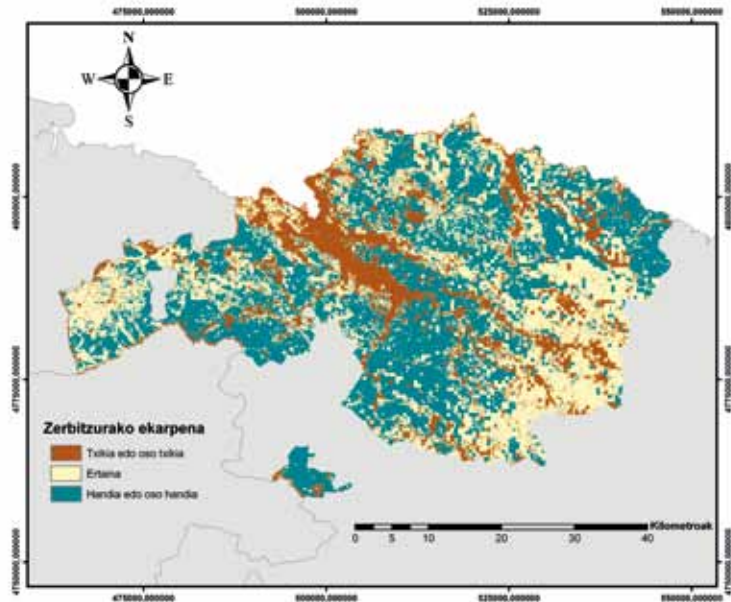 475000,000000 500000,000000 525000,000000 550000,000000
N
W E
S
4800000,000000 4800000,000000
4775000,000000 4775000,000000
Zerbitzurako ekarpena
Txikia edo oso txikia
Ertaina
Handia edo oso handia
Kilometroak
0 5 10 20 30 40
4750000,000000 4750000,000000
475000,000000 500000,000000 525000,000000 550000,000000